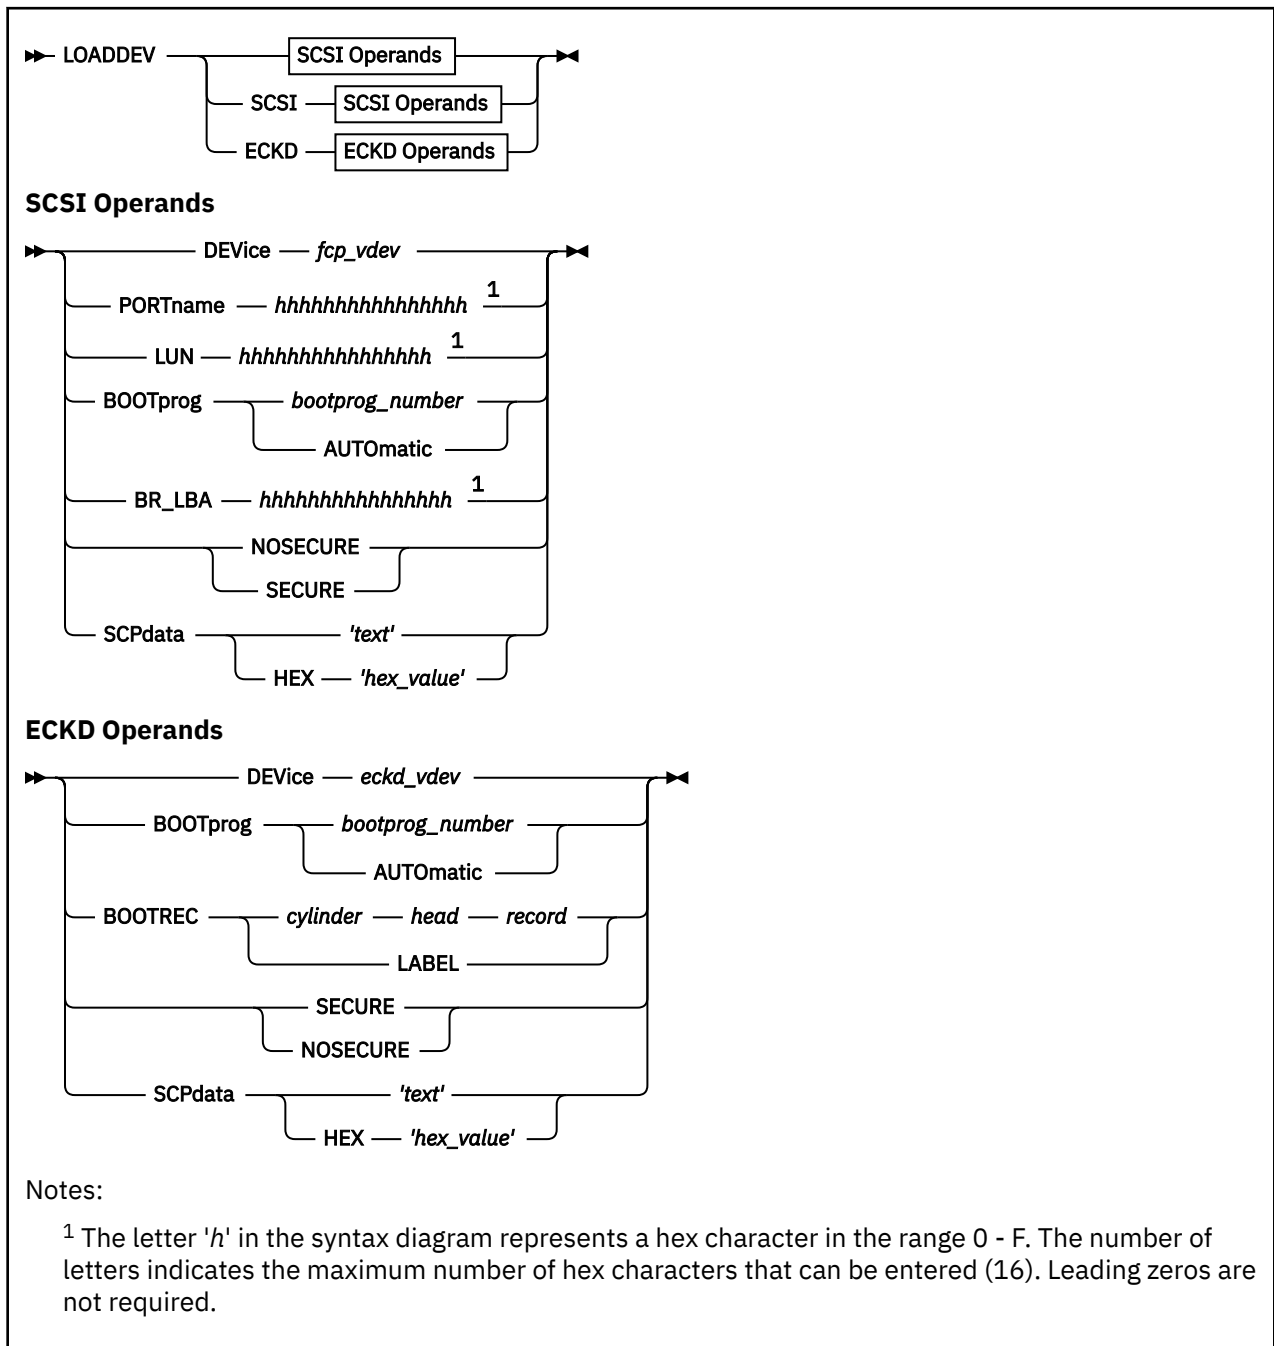 LOADDEV SCSI Operands
SCSI SCSI Operands
ECKD ECKD Operands
SCSI Operands
DEVice fcp_vdev
PORTname hhhhhhhhhhhhhhhh 1
LUN hhhhhhhhhhhhhhhh 1
BOOTprog bootprog_number
AUTOmatic
BR_LBA hhhhhhhhhhhhhhhh 1
NOSECURE
SECURE
SCPdata 'text'
HEX 'hex_value'
ECKD Operands
DEVice eckd_vdev
BOOTprog bootprog_number
AUTOmatic
BOOTREC cylinder head record
LABEL
SECURE
NOSECURE
SCPdata 'text'
HEX 'hex_value'
Notes:
1 The letter 'h' in the syntax diagram represents a hex character in the range 0 - F. The number of
letters indicates the maximum number of hex characters that can be entered (16). Leading zeros are
not required.